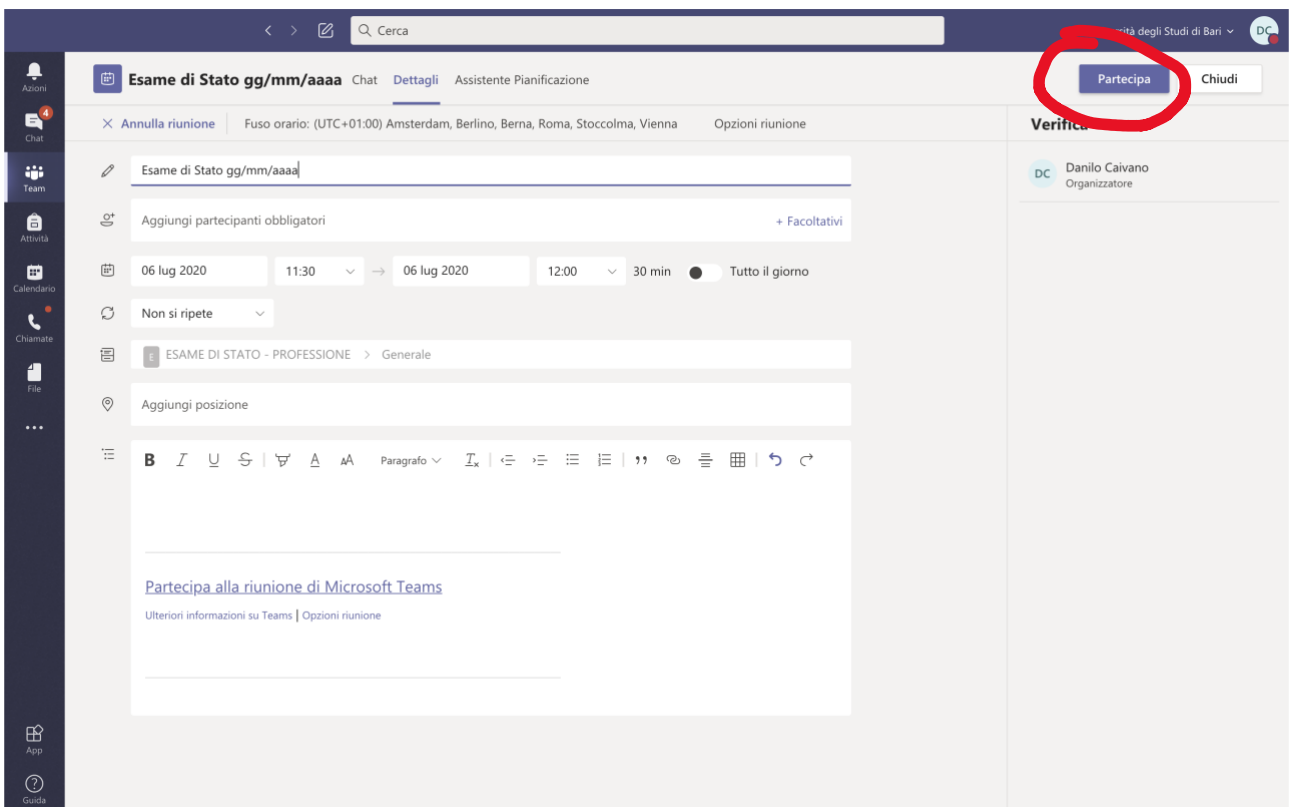 Cerca
rità degli Studi di Bari
DC
Azioni
Esame di Stato gg/mm/aaaa Chat Dettagli Assistente Pianificazione
Partecipa Chiudi
4
Chat
Annulla riunione Fuso orario: (UTC+01:00) Amsterdam, Berlino, Berna, Roma, Stoccolma, Vienna Opzioni riunione
Verifica
Team
Esame di Stato gg/mm/aaaa
DC Danilo Caivano
Organizzatore
Aggiungi partecipanti obbligatori + Facoltativi
Attività
06 lug 2020 11:30 → 06 lug 2020 12:00 30 min Tutto il giorno
Calendario
Non si ripete
Chiamate
E ESAME DI STATO - PROFESSIONE > Generale
File
Aggiungi posizione
B I U S A AA Paragrafo Ix
Partecipa alla riunione di Microsoft Teams
Ulteriori informazioni su Teams | Opzioni riunione
App
Guida